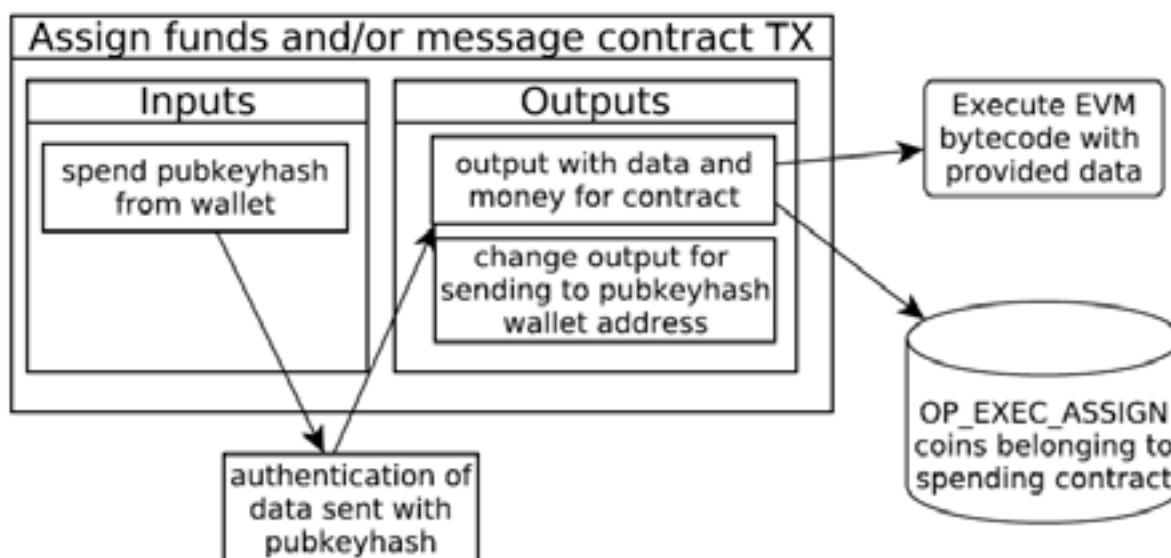 Assign funds and/or message contract TX
Inputs
Outputs
spend pubkeyhash
from wallet
output with data and
money for contract
change output for
sending to pubkeyhash
wallet address
Execute EVM
bytecode with
provided data
OP_EXEC_ASSIGN
coins belonging to
spending contract
authentication of
data sent with
pubkeyhash